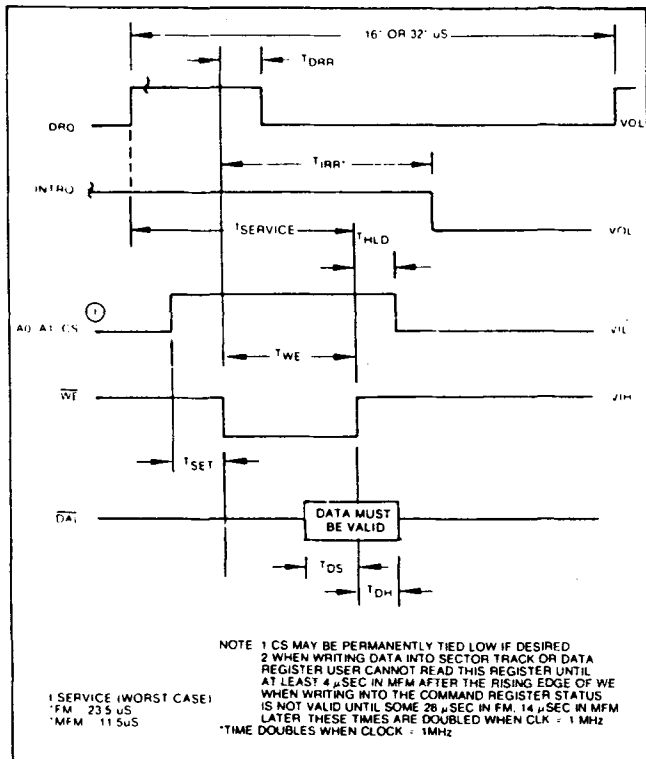 16* OR 32* uS
TDRR
DRQ
VOL
TIRR*
INTRQ
TSERVICE
VOL
THLD
1
A0 A1 CS
VIL
TWE
WE
VIH
TSET
DAL
DATA MUST
BE VALID
TDS
TDH
NOTE 1 CS MAY BE PERMANENTLY TIED LOW IF DESIRED
2 WHEN WRITING DATA INTO SECTOR TRACK OR DATA
REGISTER USER CANNOT READ THIS REGISTER UNTIL
AT LEAST 4 µSEC IN MFM AFTER THE RISING EDGE OF WE
WHEN WRITING INTO THE COMMAND REGISTER STATUS
IS NOT VALID UNTIL SOME 28 µSEC IN FM, 14 µSEC IN MFM
LATER THESE TIMES ARE DOUBLED WHEN CLK = 1 MHz
*TIME DOUBLES WHEN CLOCK = 1MHz
SERVICE (WORST CASE)
*FM 23.5 uS
*MFM 11.5uS